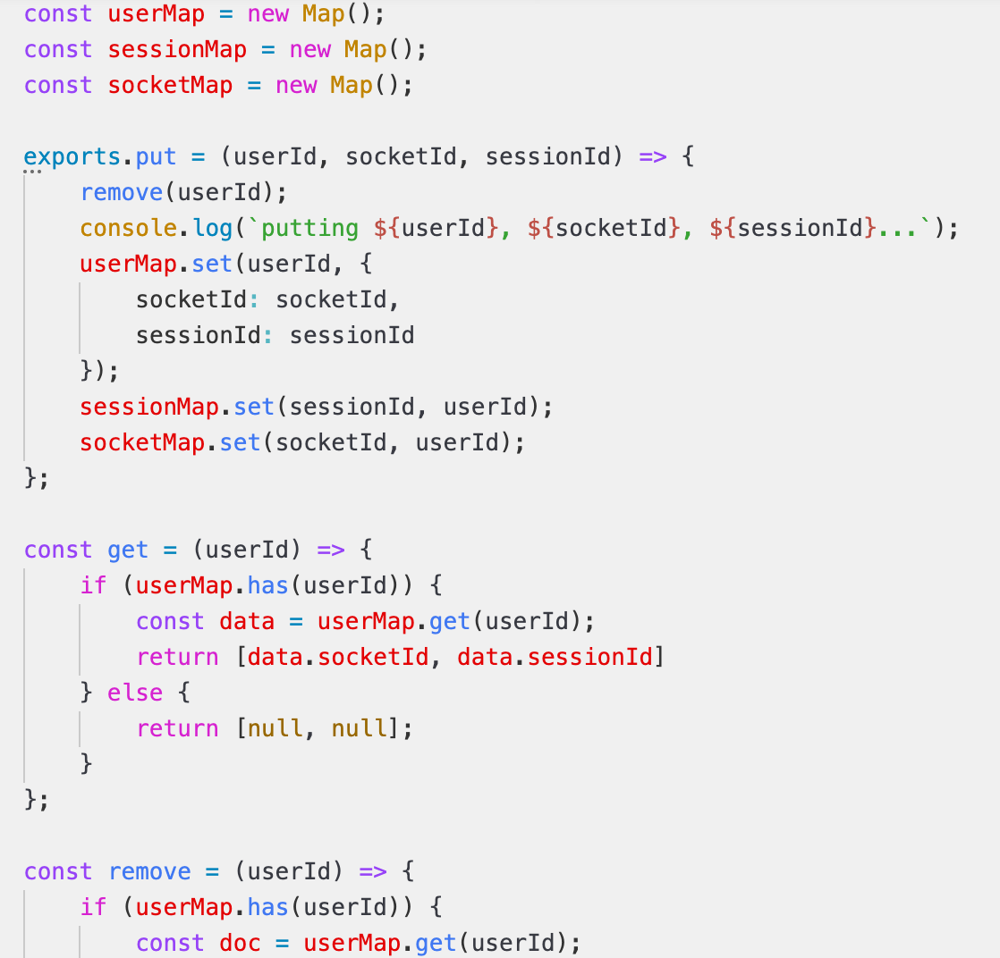 const userMap = new Map();
const sessionMap = new Map();
const socketMap = new Map();
exports.put = (userId, socketId, sessionId) => {
    remove(userId);
    console.log(`putting ${userId}, ${socketId}, ${sessionId}...`);
    userMap.set(userId, {
        socketId: socketId,
        sessionId: sessionId
    });
    sessionMap.set(sessionId, userId);
    socketMap.set(socketId, userId);
};
const get = (userId) => {
    if (userMap.has(userId)) {
        const data = userMap.get(userId);
        return [data.socketId, data.sessionId]
    } else {
        return [null, null];
    }
};
const remove = (userId) => {
    if (userMap.has(userId)) {
        const doc = userMap.get(userId);